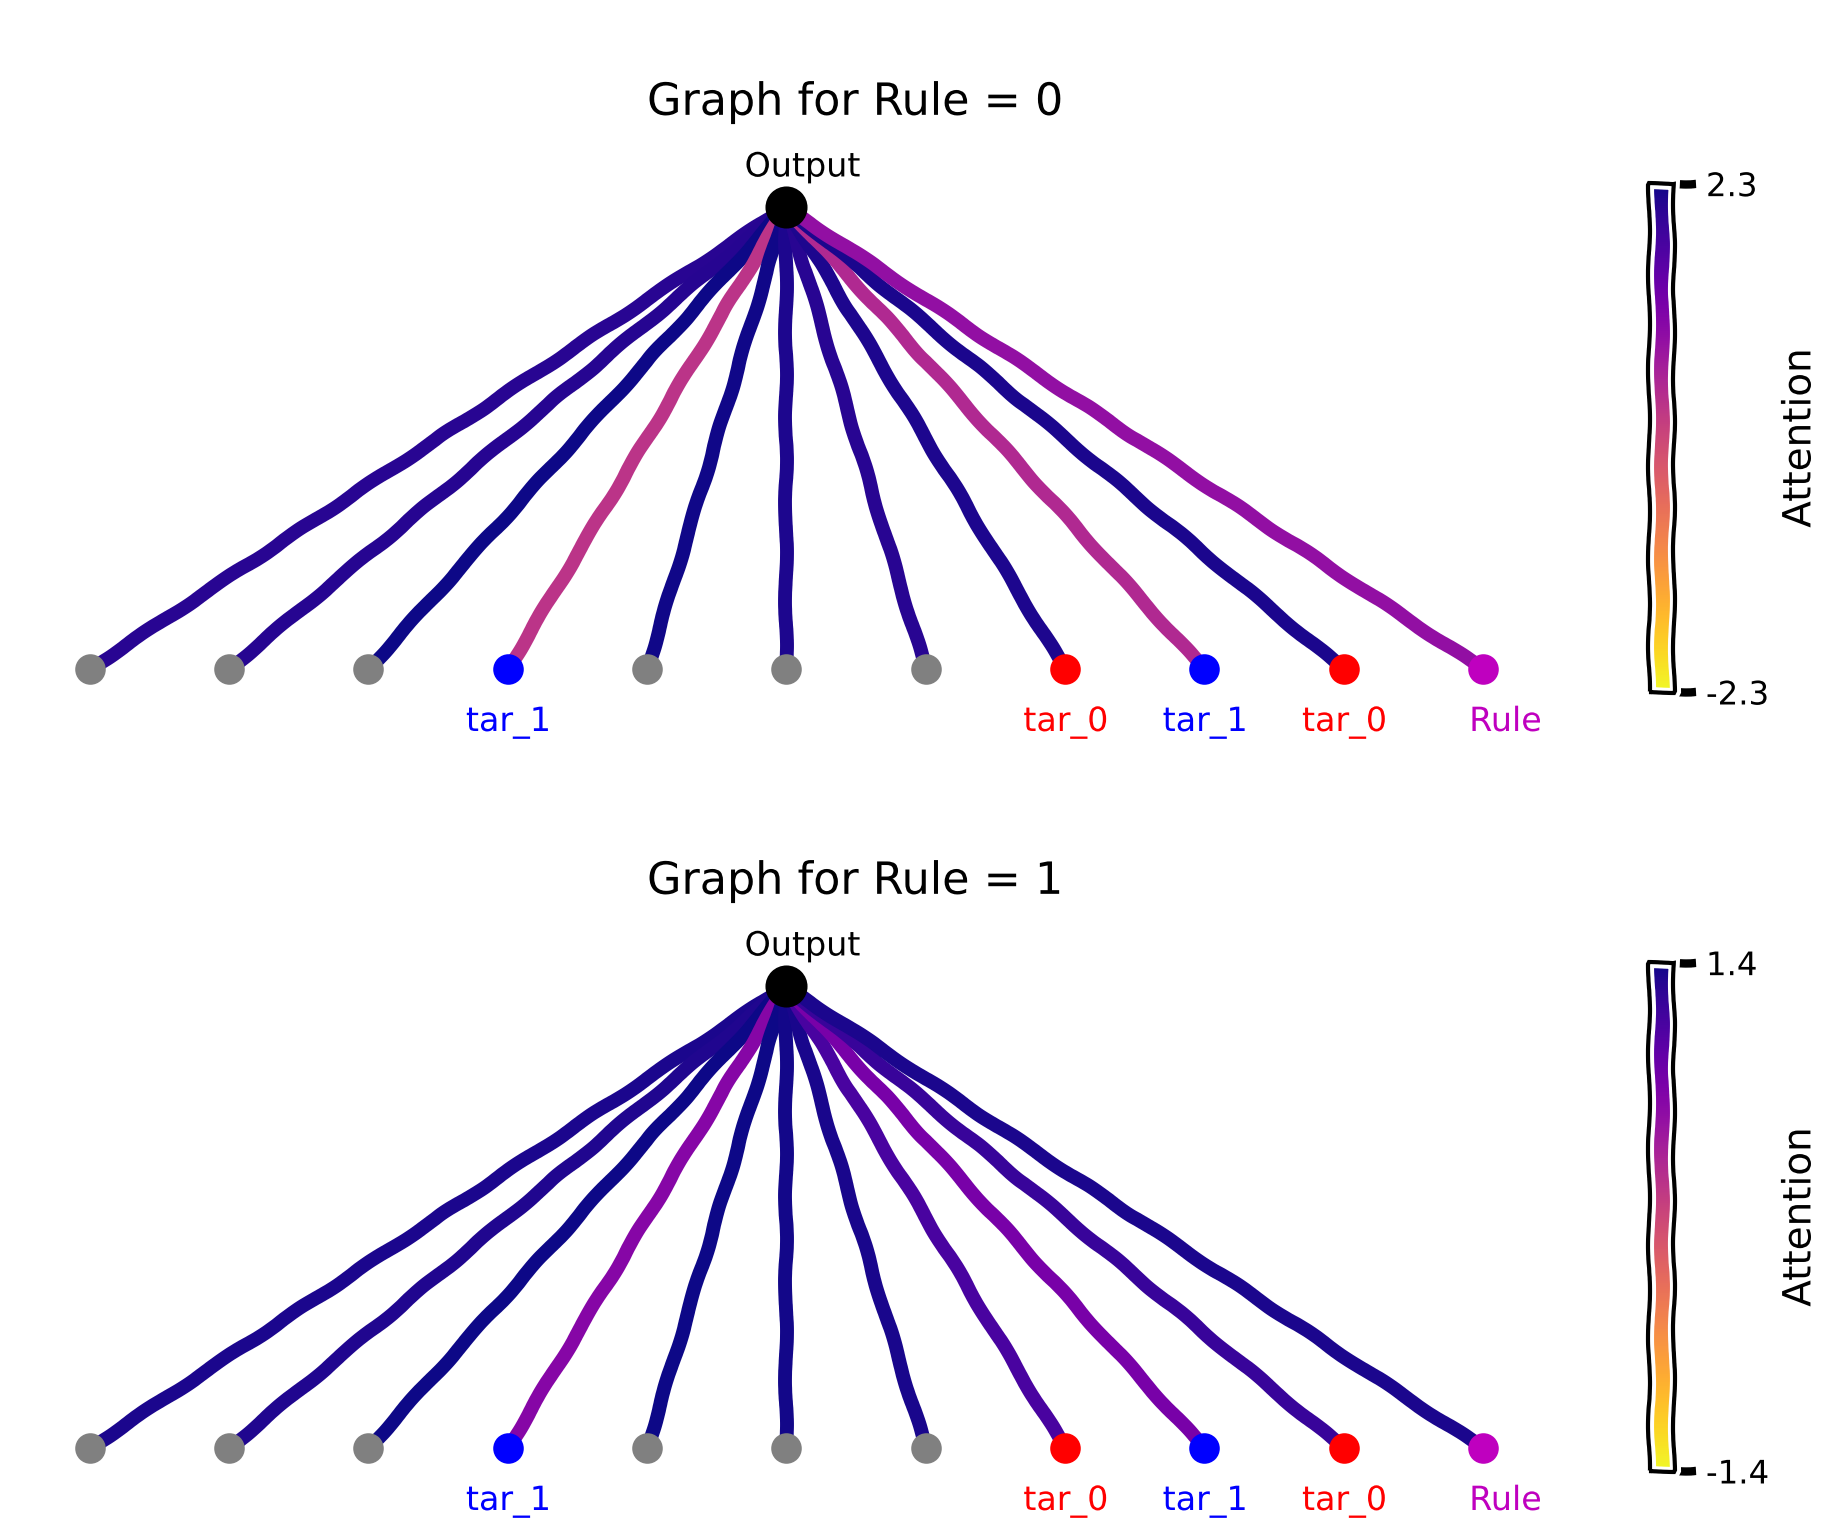 Graph for Rule = 0
Output
2.3
Attention
-2.3
tar_1
tar_0
tar_1
tar_0
Rule
Graph for Rule = 1
Output
1.4
Attention
-1.4
tar_1
tar_0
tar_1
tar_0
Rule